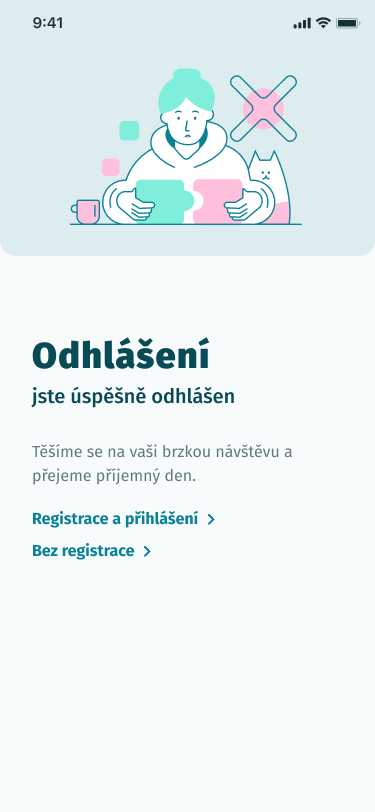 9:41
Odhlášení
jste úspěšně odhlášen
Těšíme se na vaši brzkou návštěvu a
přejeme příjemný den.
Registrace a přihlášení
Bez registrace